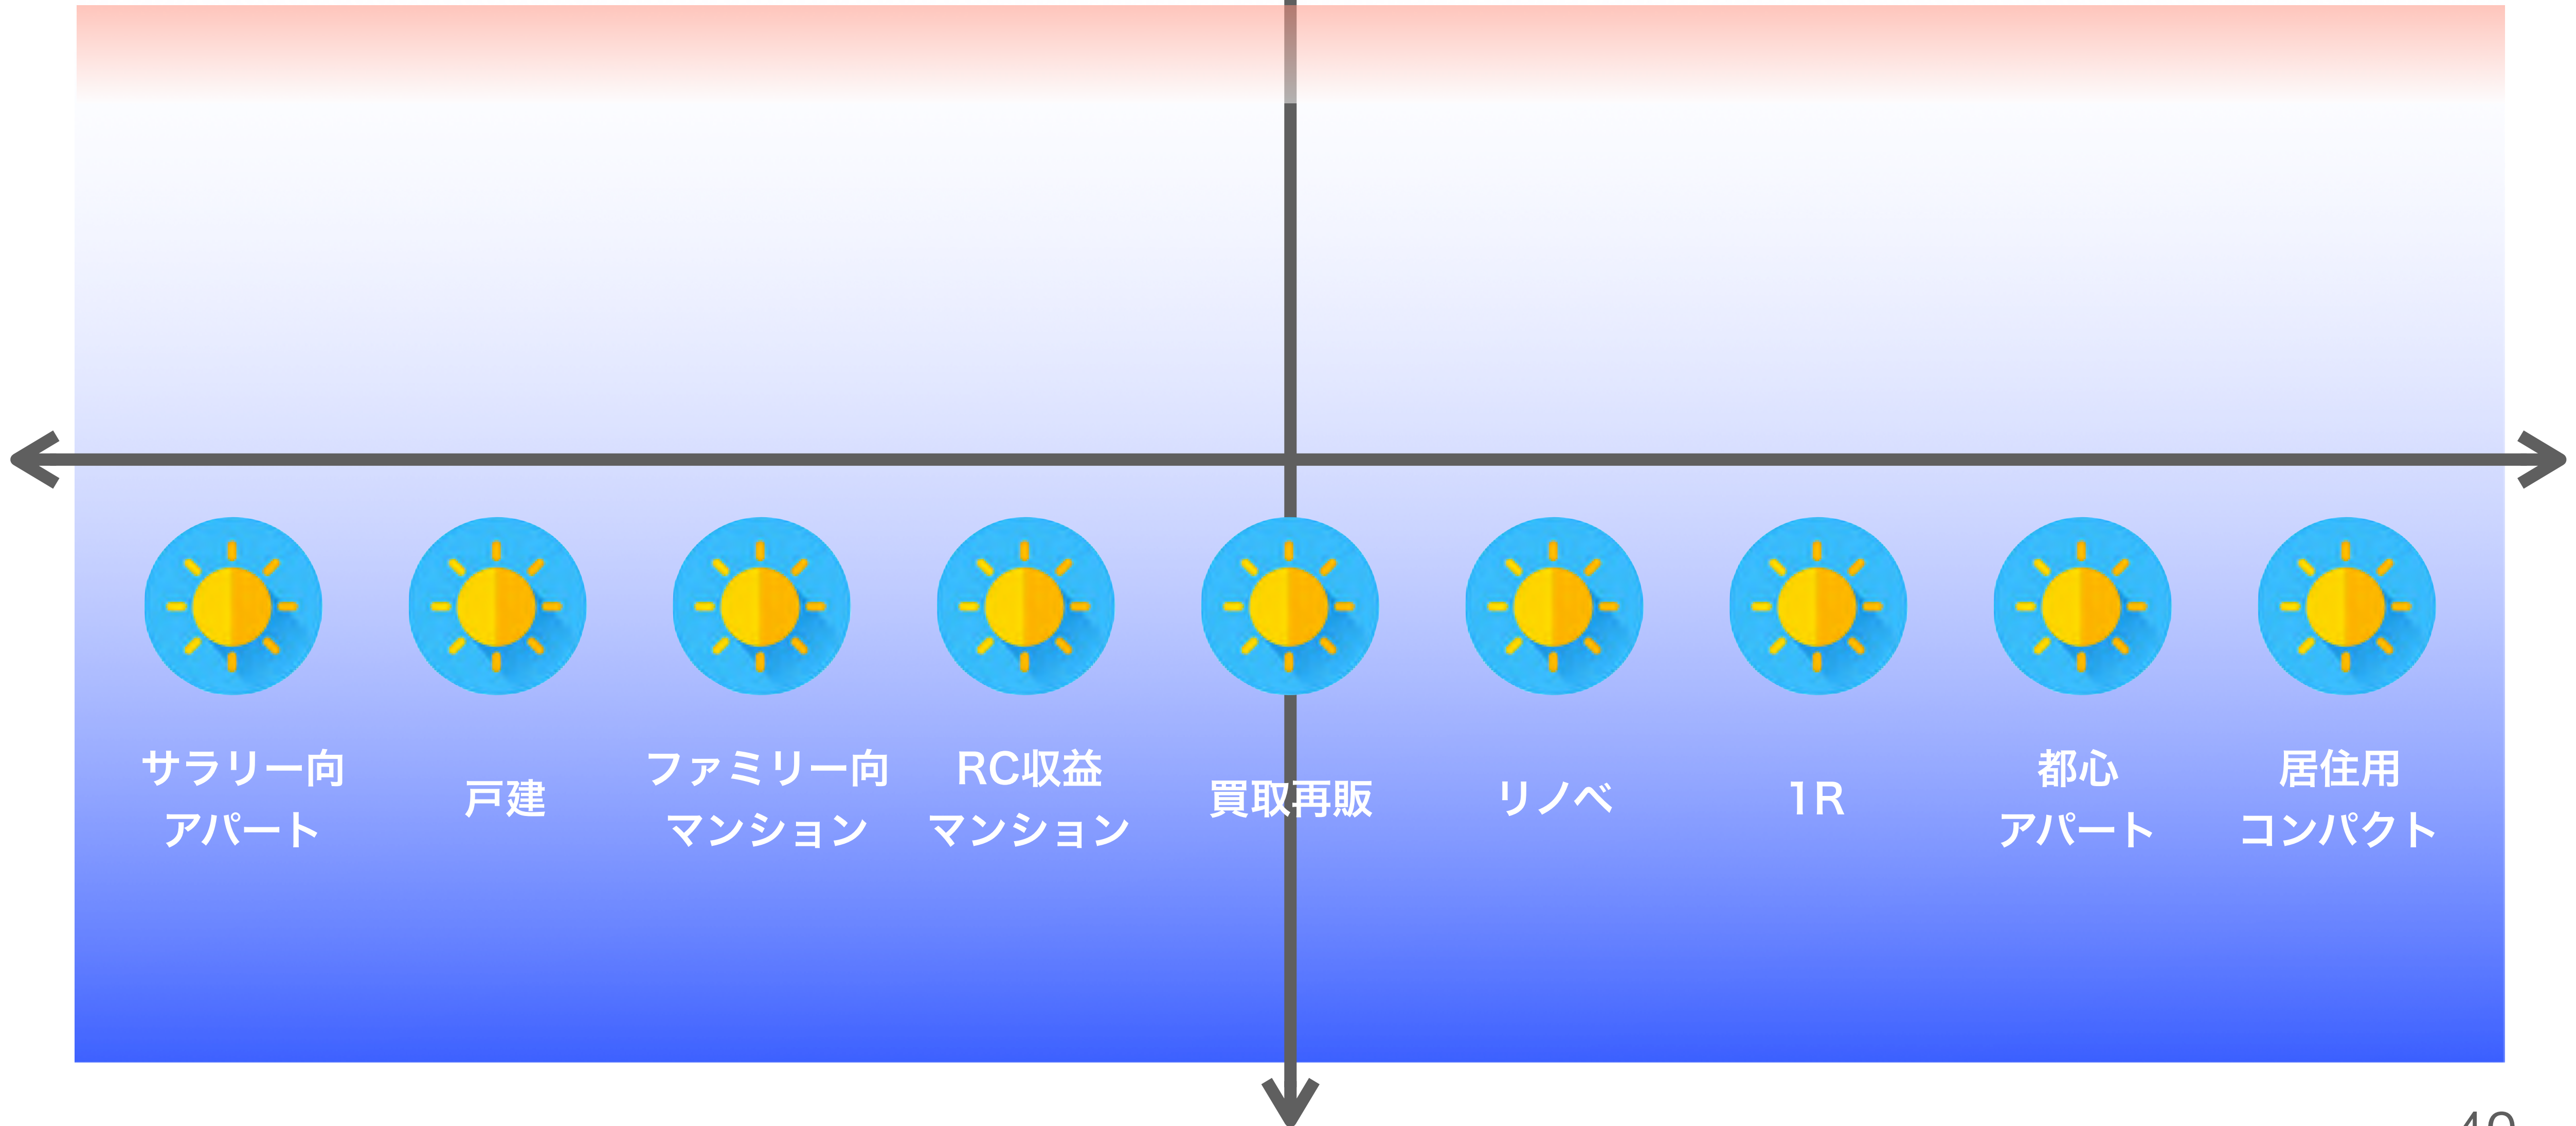 サラリー向
アパート
戸建
ファミリー向
マンション
RC収益
マンション
買取再販
リノベ
1R
都心
アパート
居住用
コンパクト